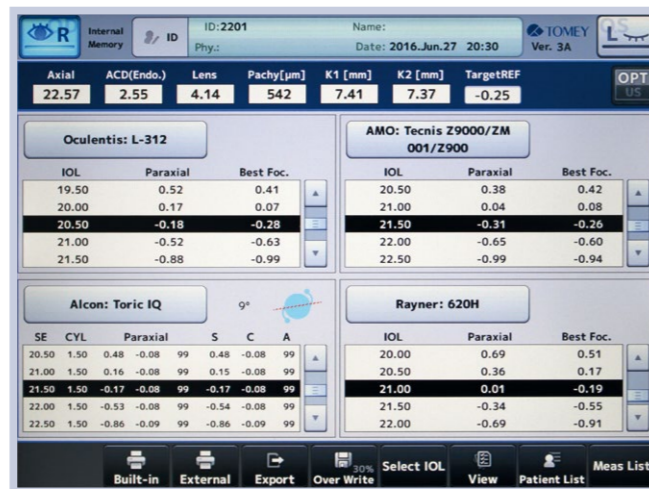 R Internal Memory ID ID:2201 Name: TOMEY L
Phy.: Date: 2016.Jun.27 20:30 Ver. 3A
Axial ACD(Endo.) Lens Pachy[µm] K1 [mm] K2 [mm] TargetREF OPT
22.57 2.55 4.14 542 7.41 7.37 -0.25 US
Oculentis: L-312
IOL Paraxial Best Foc.
19.50 0.52 0.41
20.00 0.17 0.07
20.50 -0.18 -0.28
21.00 -0.52 -0.63
21.50 -0.88 -0.99
AMO: Tecnis Z9000/ZM
001/Z900
IOL Paraxial Best Foc.
20.50 0.38 0.42
21.00 0.04 0.08
21.50 -0.31 -0.26
22.00 -0.65 -0.60
22.50 -0.99 -0.94
Alcon: Toric IQ 9°
SE CYL Paraxial S C A
20.50 1.50 0.48 -0.08 99 0.48 -0.08 99
21.00 1.50 0.16 -0.08 99 0.15 -0.08 99
21.50 1.50 -0.17 -0.08 99 -0.17 -0.08 99
22.00 1.50 -0.53 -0.08 99 -0.54 -0.08 99
22.50 1.50 -0.86 -0.09 99 -0.86 -0.09 99
Rayner: 620H
IOL Paraxial Best Foc.
20.00 0.69 0.51
20.50 0.36 0.17
21.00 0.01 -0.19
21.50 -0.34 -0.55
22.00 -0.69 -0.91
Built-in External Export 30% Over Write Select IOL View Patient List Meas List